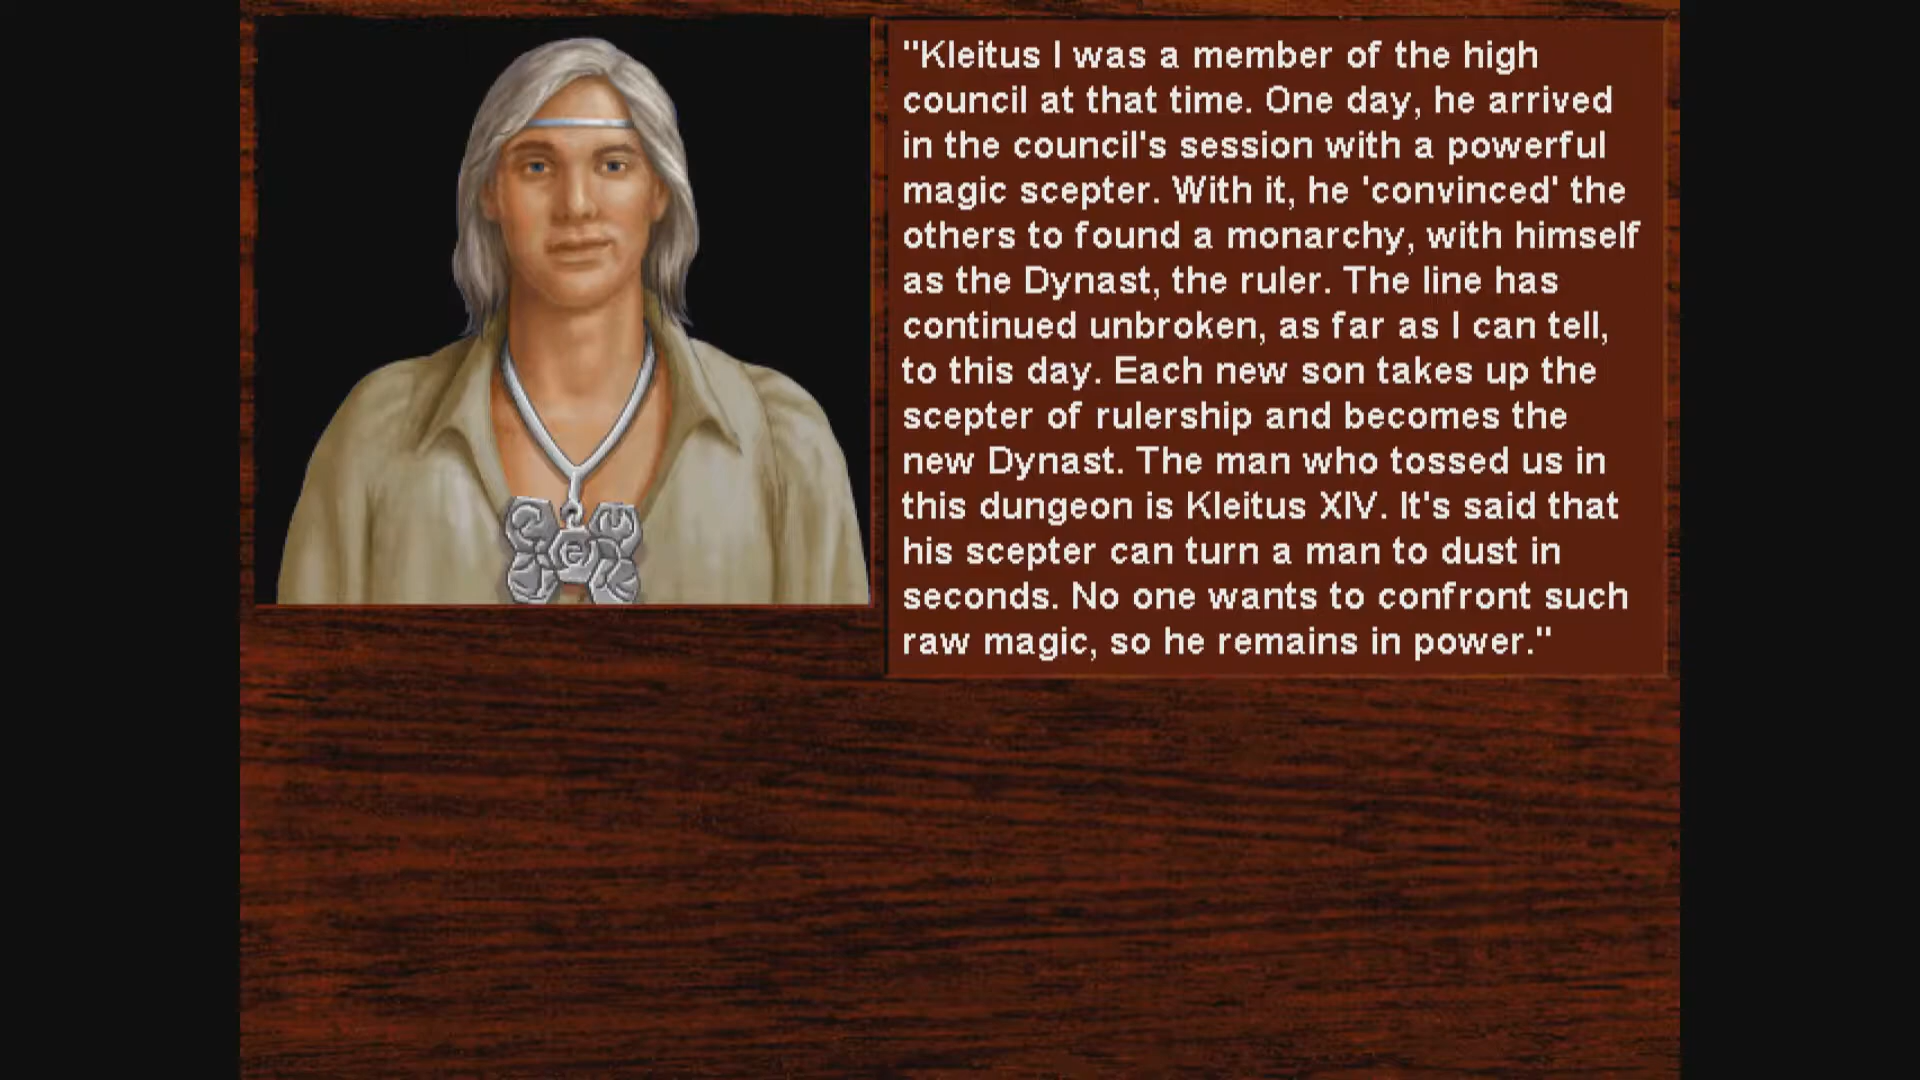 "Kleitus I was a member of the high
council at that time. One day, he arrived
in the council's session with a powerful
magic scepter. With it, he 'convinced' the
others to found a monarchy, with himself
as the Dynast, the ruler. The line has
continued unbroken, as far as I can tell,
to this day. Each new son takes up the
scepter of rulership and becomes the
new Dynast. The man who tossed us in
this dungeon is Kleitus XIV. It's said that
his scepter can turn a man to dust in
seconds. No one wants to confront such
raw magic, so he remains in power."